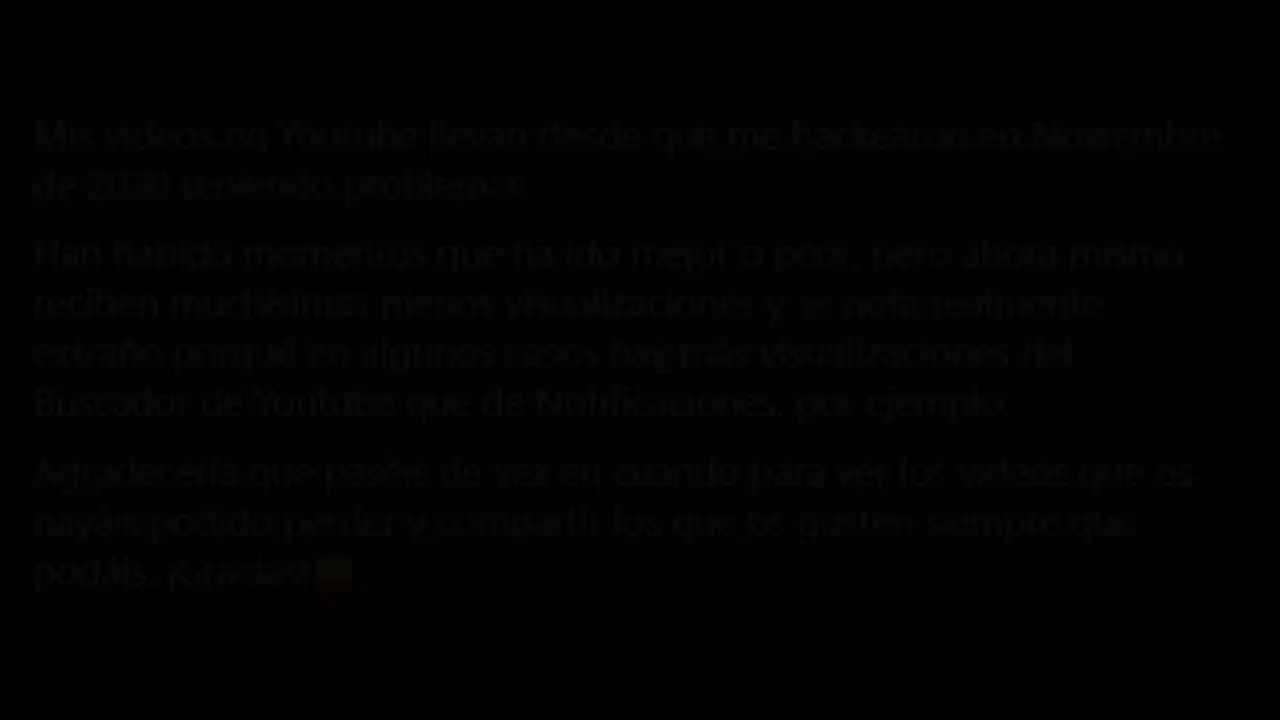 Mis videos en Youtube llevan desde que me hackearon en Noviembre
de 2020 teniendo problemas
Han habido momentos que ha ido mejor o peor, pero ahora mismo
reciben muchísimas menos visualizaciones y se nota realmente
extraño porqué en algunos casos hay más visualizaciones del
Buscador de Youtube que de Notificaciones, por ejemplo
Agradecería que paséis de vez en cuando para ver los videos que os
hayáis podido perder y compartir los que os gusten siempre que
podáis. ¡Gracias!